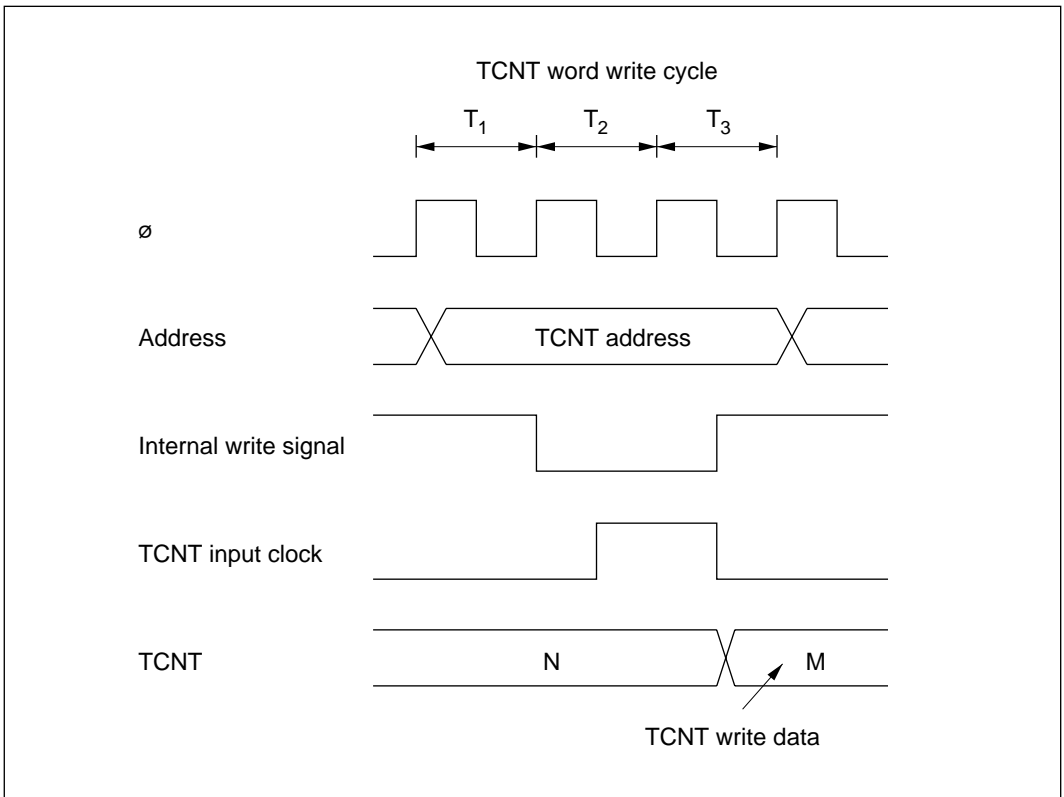 TCNT word write cycle
T1 T2 T3
ø
Address TCNT address
Internal write signal
TCNT input clock
TCNT N M
TCNT write data